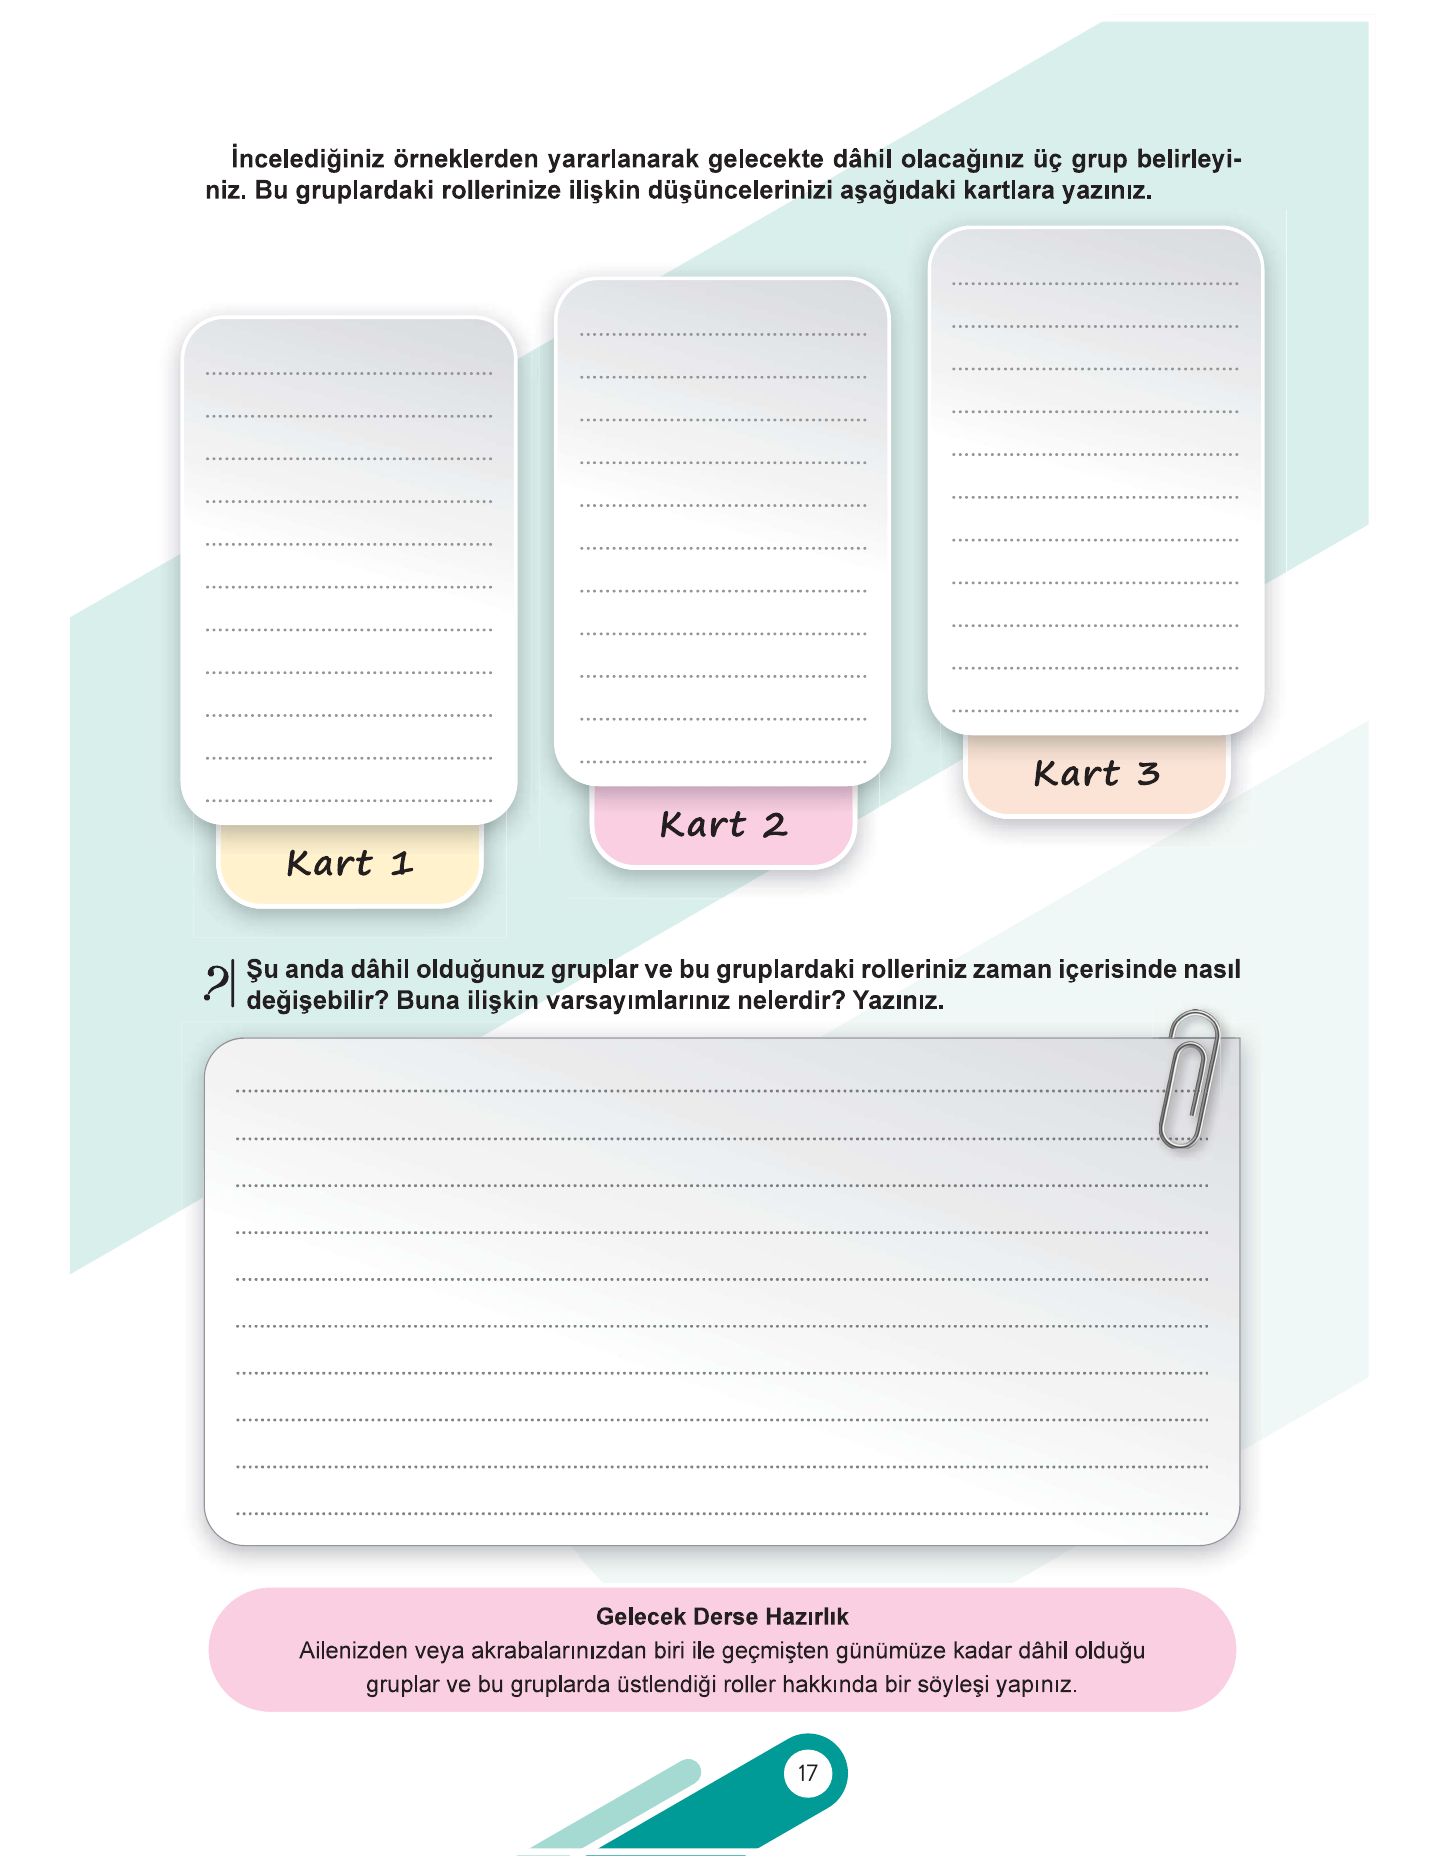 İncelediğiniz örneklerden yararlanarak gelecekte dâhil olacağınız üç grup belirleyi-
niz. Bu gruplardaki rollerinize ilişkin düşüncelerinizi aşağıdaki kartlara yazınız.
Kart 1
Kart 2
Kart 3
?
Şu anda dâhil olduğunuz gruplar ve bu gruplardaki rolleriniz zaman içerisinde nasıl
değişebilir? Buna ilişkin varsayımlarınız nelerdir? Yazınız.
Gelecek Derse Hazırlık
Ailenizden veya akrabalarınızdan biri ile geçmişten günümüze kadar dâhil olduğu
gruplar ve bu gruplarda üstlendiği roller hakkında bir söyleşi yapınız.
17